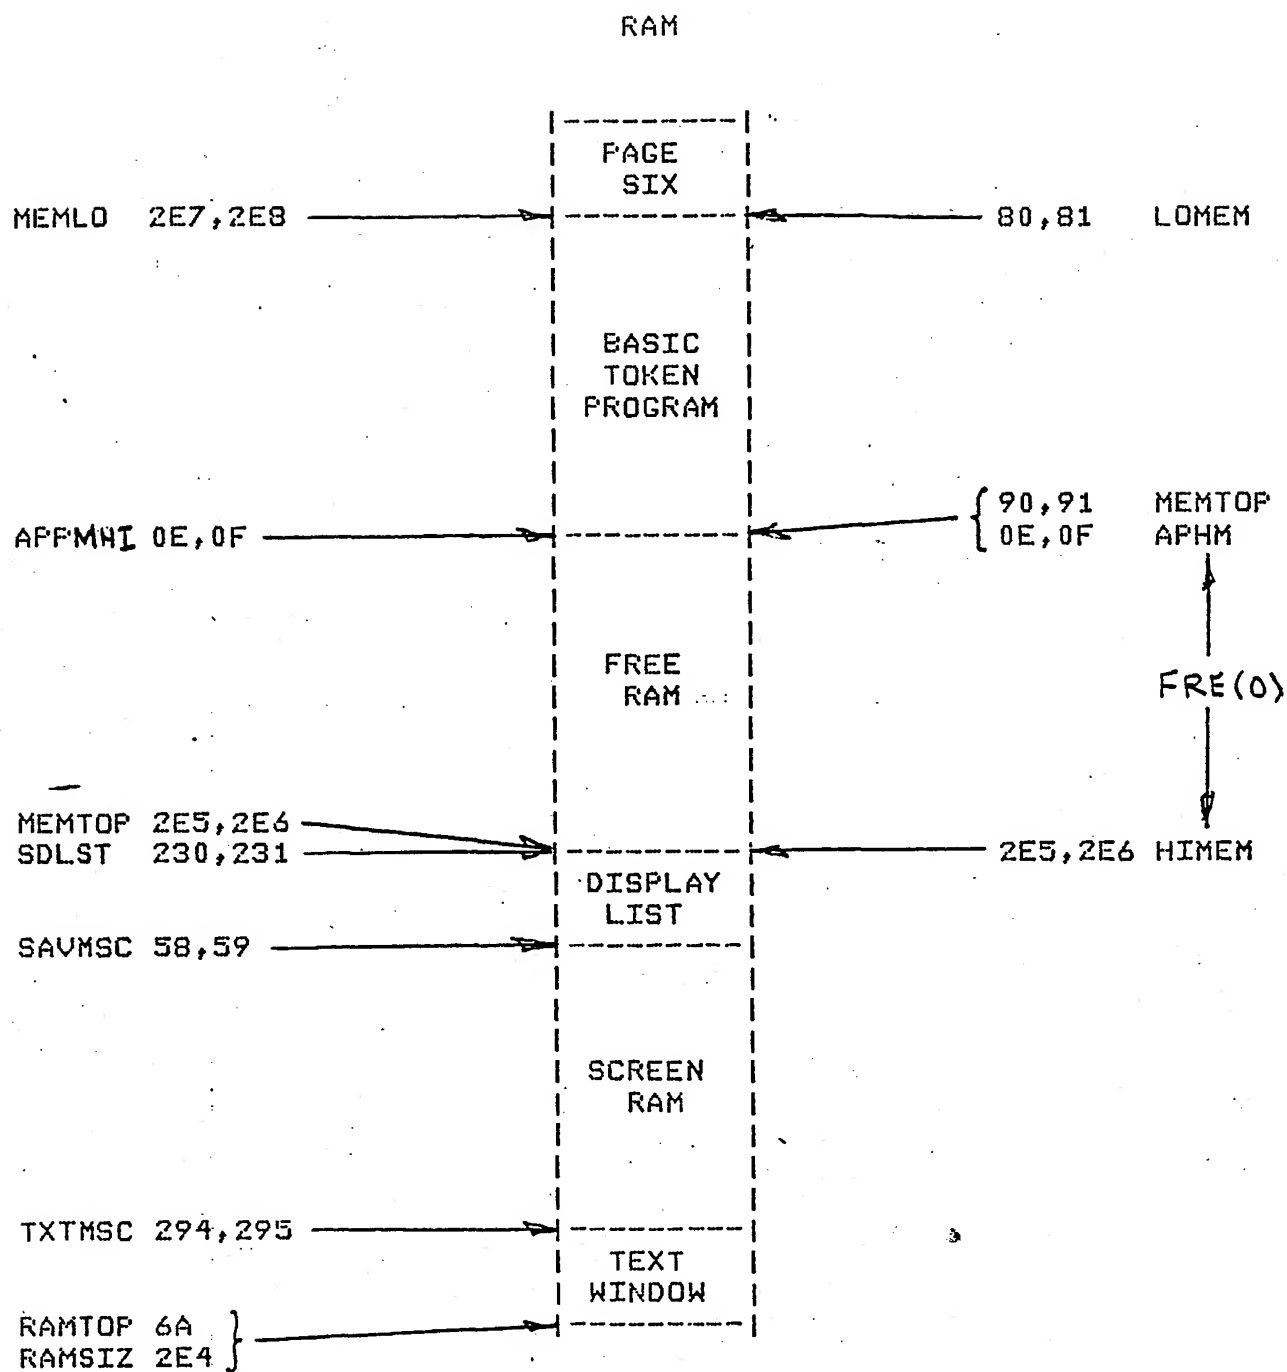 RAM
PAGE
SIX
MEMLO 2E7,2E8
80,81 LOMEM
BASIC
TOKEN
PROGRAM
90,91 MEMTOP
APPMHI 0E,0F
0E,0F APHM
FREE
RAM
FRE(0)
MEMTOP 2E5,2E6
SDLST 230,231
2E5,2E6 HIMEM
DISPLAY
LIST
SAVMSC 58,59
SCREEN
RAM
TXTMSC 294,295
TEXT
WINDOW
RAMTOP 6A
RAMSIZ 2E4